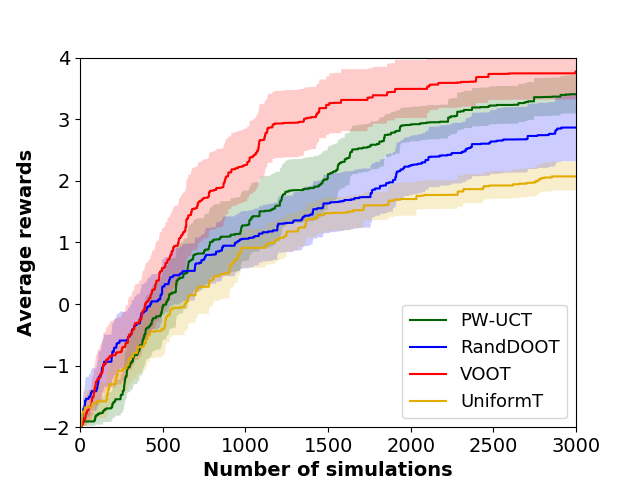 4
3
2
1
0
−1
−2
0 500 1000 1500 2000 2500 3000
Average rewards
Number of simulations
PW-UCT
RandDOOT
VOOT
UniformT